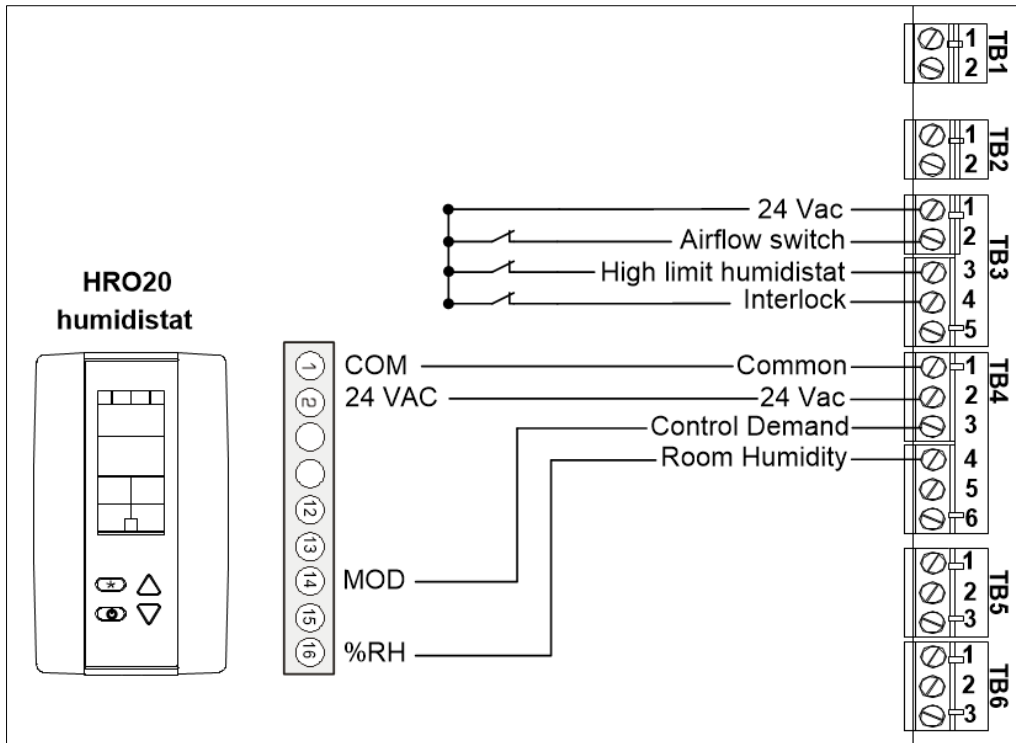 1
2
TB1
1
2
TB2
24 Vac
1
Airflow switch
2
High limit humidistat
3
Interlock
4
5
TB3
HRO20
humidistat
1
COM
Common
1
2
24 VAC
24 Vac
2
Control Demand
3
Room Humidity
4
5
6
TB4
12
13
14
MOD
15
16
%RH
1
2
3
TB5
1
2
3
TB6